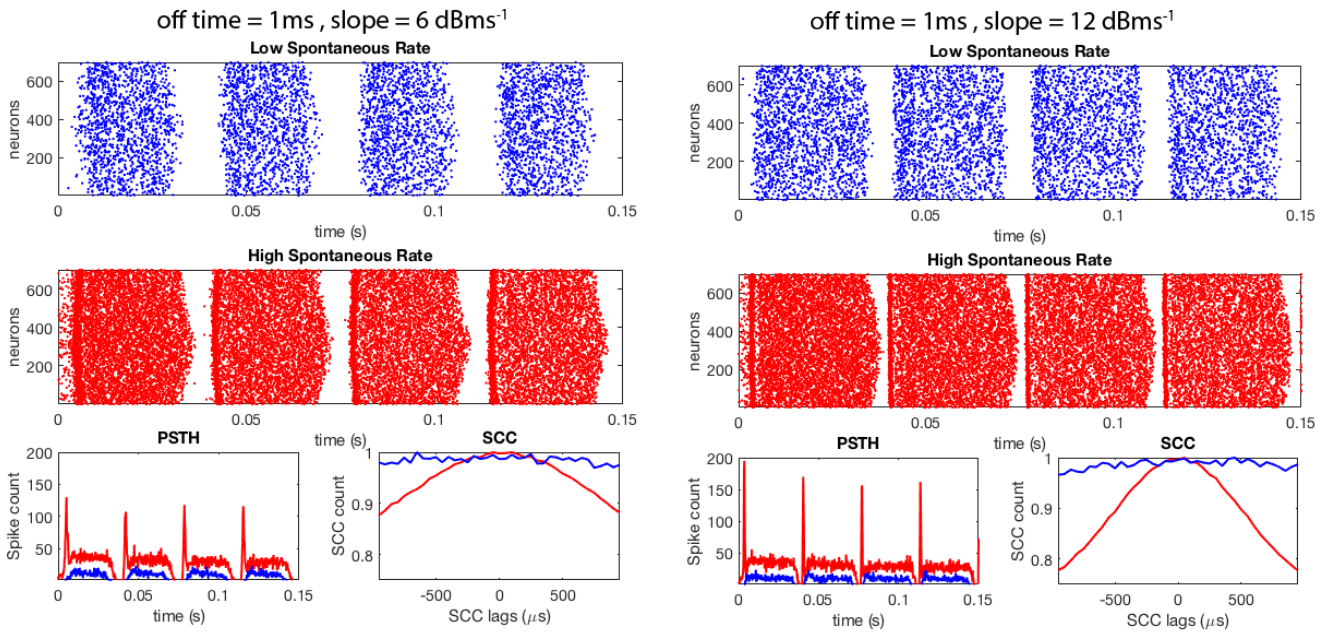 off time = 1ms , slope = 6 dBms⁻¹
Low Spontaneous Rate
600
400
200
neurons
0 0.05 0.1 0.15
time (s)
High Spontaneous Rate
600
400
200
neurons
0 0.05 0.1 0.15
time (s)
PSTH
200
150
100
50
Spike count
0 0.05 0.1 0.15
time (s)
SCC
1
0.9
0.8
SCC count
-500 0 500
SCC lags (μs)
off time = 1ms , slope = 12 dBms⁻¹
Low Spontaneous Rate
600
400
200
neurons
0 0.05 0.1 0.15
time (s)
High Spontaneous Rate
600
400
200
neurons
0 0.05 0.1 0.15
time (s)
PSTH
200
150
100
50
Spike count
0 0.05 0.1 0.15
time (s)
SCC
1
0.9
0.8
SCC count
-500 0 500
SCC lags (μs)